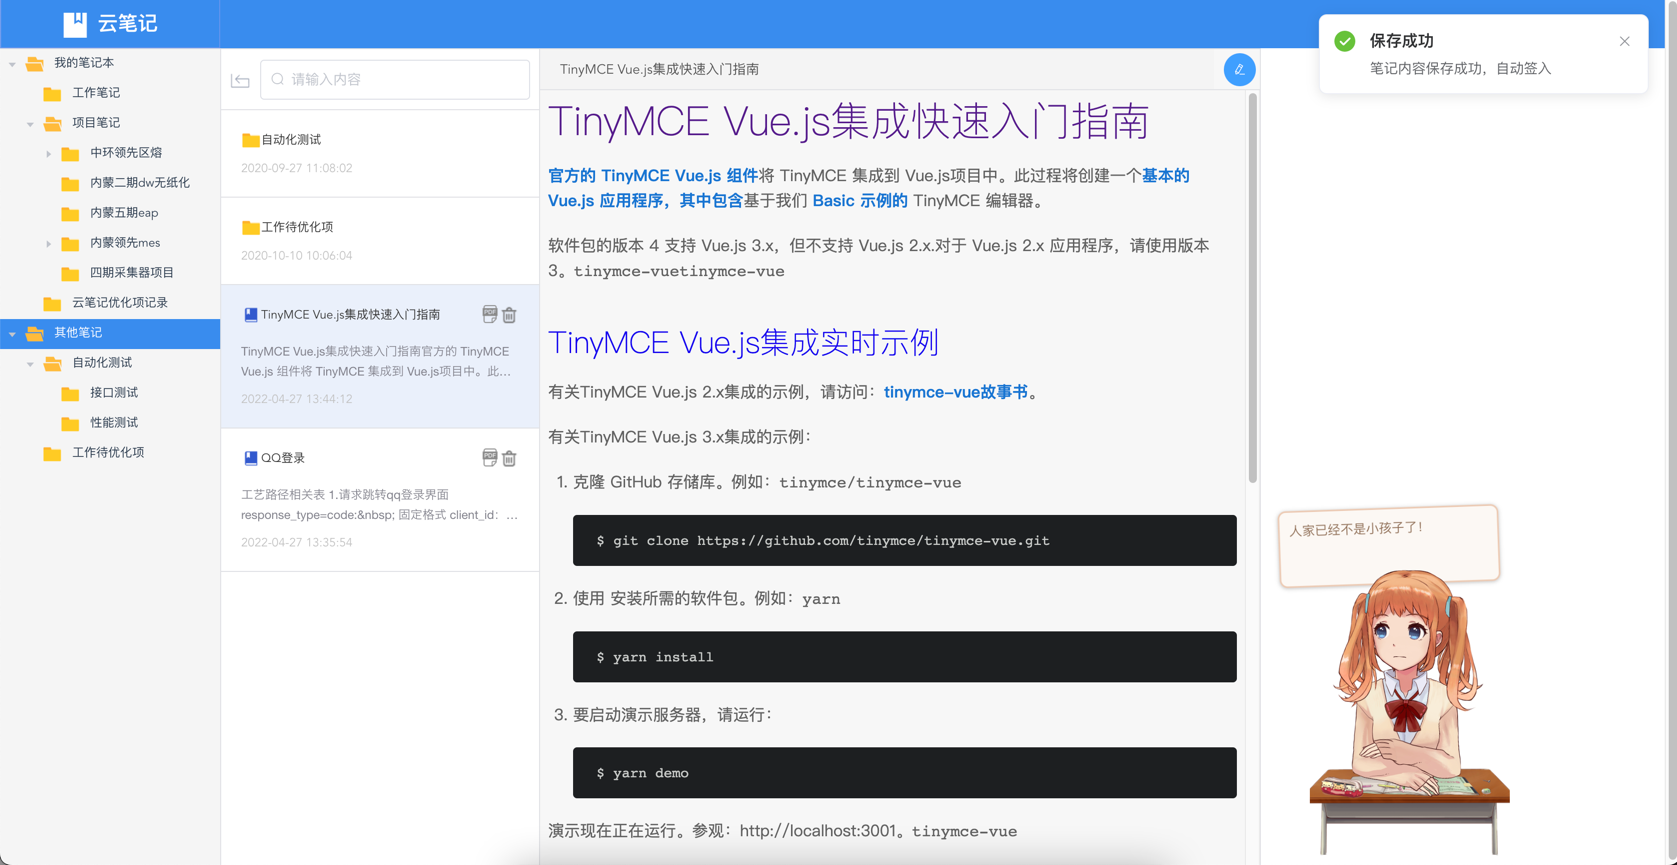 云笔记
保存成功
笔记内容保存成功，自动签入
我的笔记本
工作笔记
项目笔记
中环领先区熔
内蒙二期dw无纸化
内蒙五期eap
内蒙领先mes
四期采集器项目
云笔记优化项记录
其他笔记
自动化测试
接口测试
性能测试
工作待优化项
请输入内容
自动化测试
2020-09-27 11:08:02
工作待优化项
2020-10-10 10:06:04
TinyMCE Vue.js集成快速入门指南
PDF
TinyMCE Vue.js集成快速入门指南官方的 TinyMCE
Vue.js 组件将 TinyMCE 集成到 Vue.js项目中。此...
2022-04-27 13:44:12
QQ登录
PDF
工艺路径相关表 1.请求跳转qq登录界面
response_type=code:&nbsp; 固定格式 client_id： ...
2022-04-27 13:35:54
TinyMCE Vue.js集成快速入门指南
TinyMCE Vue.js集成快速入门指南
官方的 TinyMCE Vue.js 组件将 TinyMCE 集成到 Vue.js项目中。此过程将创建一个基本的
Vue.js 应用程序，其中包含基于我们 Basic 示例的 TinyMCE 编辑器。
软件包的版本 4 支持 Vue.js 3.x，但不支持 Vue.js 2.x.对于 Vue.js 2.x 应用程序，请使用版本
3。tinymce-vuetinymce-vue
TinyMCE Vue.js集成实时示例
有关TinyMCE Vue.js 2.x集成的示例，请访问：tinymce-vue故事书。
有关TinyMCE Vue.js 3.x集成的示例：
1. 克隆 GitHub 存储库。例如：tinymce/tinymce-vue
$ git clone https://github.com/tinymce/tinymce-vue.git
2. 使用 安装所需的软件包。例如：yarn
$ yarn install
3. 要启动演示服务器，请运行：
$ yarn demo
演示现在正在运行。参观：http://localhost:3001。tinymce-vue
人家已经不是小孩子了！